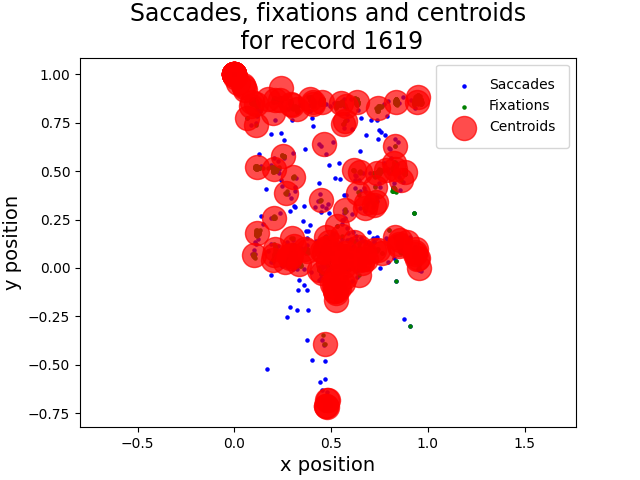 Saccades, fixations and centroids
for record 1619
Saccades
Fixations
Centroids
1.00
0.75
0.50
0.25
0.00
−0.25
−0.50
−0.75
y position
−0.5
0.0
0.5
1.0
1.5
x position